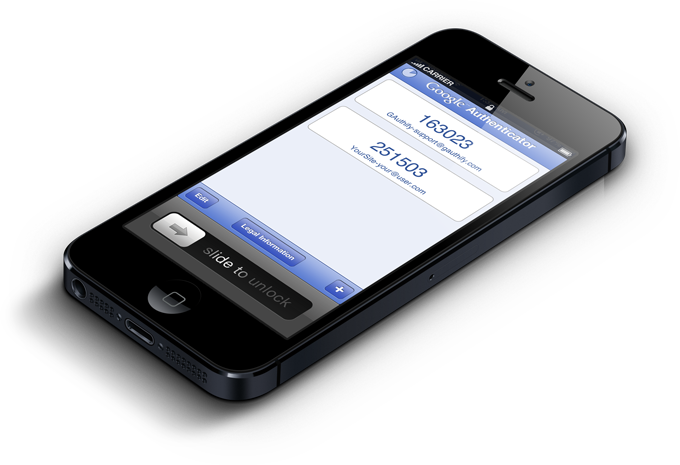 CARRIER
Google Authenticator
163023
GAuthify-support@gauthify.com
251503
YourSite-your@user.com
Edit
Legal Information
+
slide to unlock